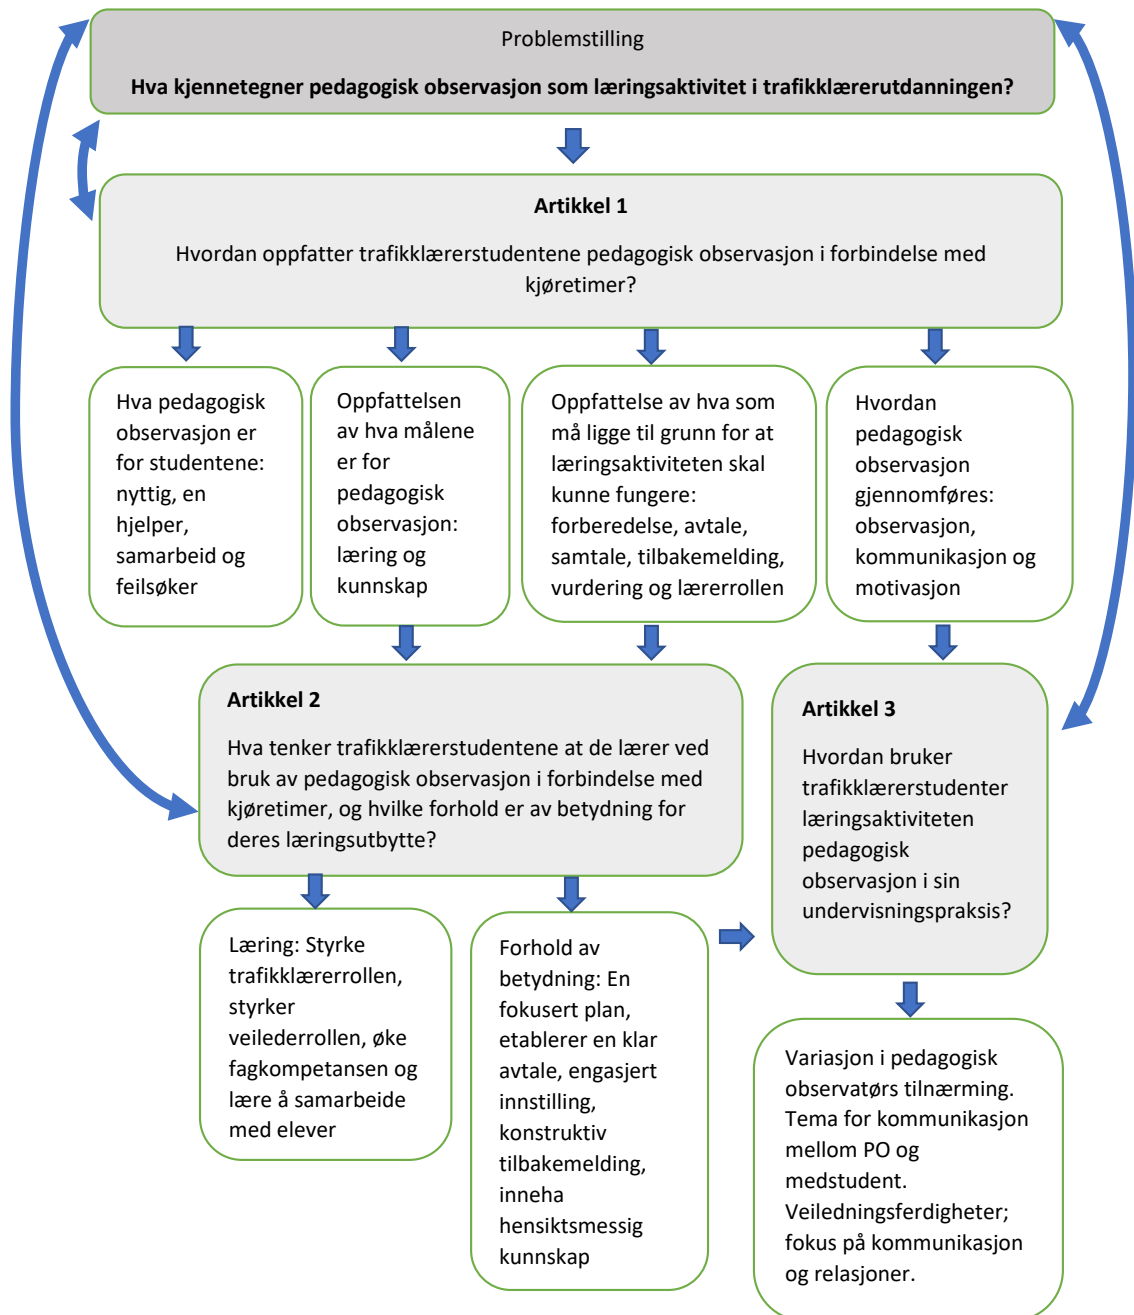 Problemstilling
Hva kjennetegner pedagogisk observasjon som læringsaktivitet i trafikklærerutdanningen?
Artikkel 1
Hvordan oppfatter trafikklærerstudentene pedagogisk observasjon i forbindelse med
kjøretimer?
Hva pedagogisk
observasjon er
for studentene:
nyttig, en
hjelper,
samarbeid og
feilsøker
Oppfattelsen
av hva målene
er for
pedagogisk
observasjon:
læring og
kunnskap
Oppfattelse av hva som
må ligge til grunn for at
læringsaktiviteten skal
kunne fungere:
forberedelse, avtale,
samtale, tilbakemelding,
vurdering og lærerrollen
Hvordan
pedagogisk
observasjon
gjennomføres:
observasjon,
kommunikasjon og
motivasjon
Artikkel 2
Hva tenker trafikklærerstudentene at de lærer ved
bruk av pedagogisk observasjon i forbindelse med
kjøretimer, og hvilke forhold er av betydning for
deres læringsutbytte?
Artikkel 3
Hvordan bruker
trafikklærerstudenter
læringsaktiviteten
pedagogisk
observasjon i sin
undervisningspraksis?
Læring: Styrke
trafikklærerrollen,
styrker
veilederrollen, øke
fagkompetansen og
lære å samarbeide
med elever
Forhold av
betydning: En
fokusert plan,
etablerer en klar
avtale, engasjert
innstilling,
konstruktiv
tilbakemelding,
inneha
hensiktsmessig
kunnskap
Variasjon i pedagogisk
observatørs tilnærming.
Tema for kommunikasjon
mellom PO og
medstudent.
Veiledningsferdigheter;
fokus på kommunikasjon
og relasjoner.